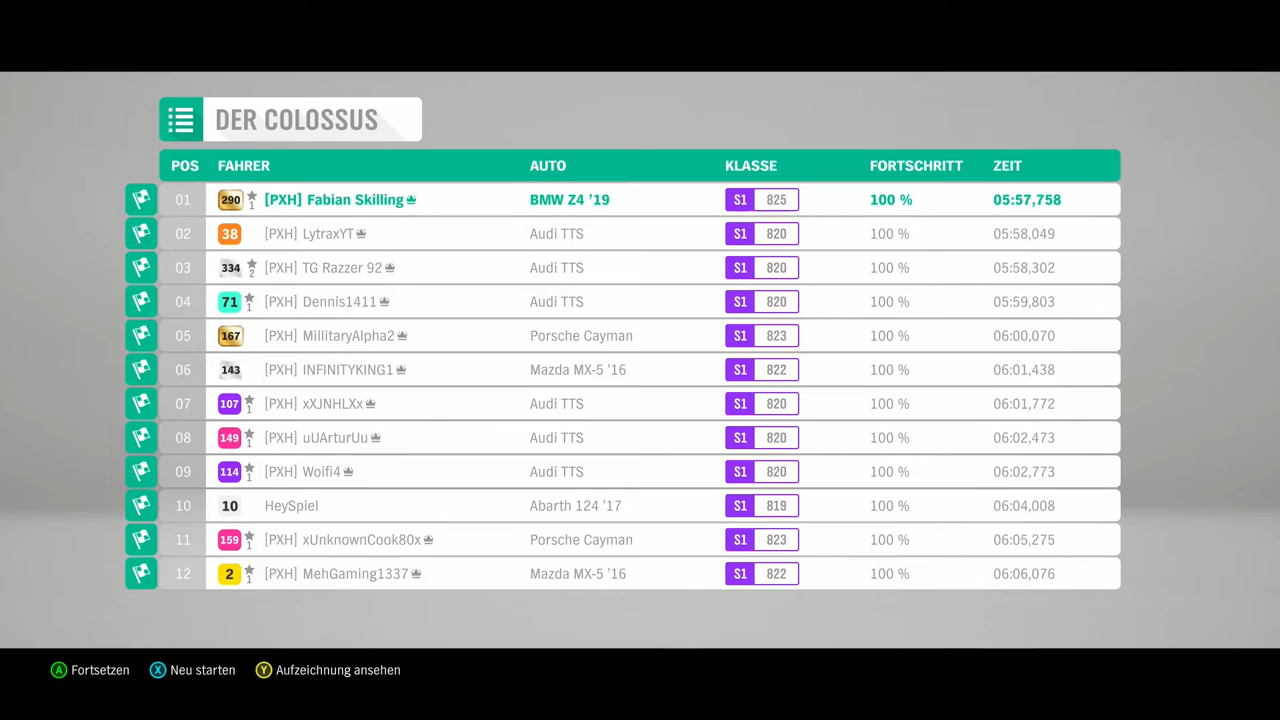 DER COLOSSUS
POS FAHRER AUTO KLASSE FORTSCHRITT ZEIT
01 290 1 [PXH] Fabian Skilling BMW Z4 '19 S1 825 100 % 05:57,758
02 38 [PXH] LytraxYT Audi TTS S1 820 100 % 05:58,049
03 334 2 [PXH] TG Razzer 92 Audi TTS S1 820 100 % 05:58,302
04 71 1 [PXH] Dennis1411 Audi TTS S1 820 100 % 05:59,803
05 167 [PXH] MillitaryAlpha2 Porsche Cayman S1 823 100 % 06:00,070
06 143 [PXH] INFINITYKING1 Mazda MX-5 '16 S1 822 100 % 06:01,438
07 107 1 [PXH] xXJNHLXx Audi TTS S1 820 100 % 06:01,772
08 149 1 [PXH] uUArturUu Audi TTS S1 820 100 % 06:02,473
09 114 1 [PXH] Woifi4 Audi TTS S1 820 100 % 06:02,773
10 10 HeySpiel Abarth 124 '17 S1 819 100 % 06:04,008
11 159 1 [PXH] xUnknownCook80x Porsche Cayman S1 823 100 % 06:05,275
12 2 1 [PXH] MehGaming1337 Mazda MX-5 '16 S1 822 100 % 06:06,076
A Fortsetzen X Neu starten Y Aufzeichnung ansehen